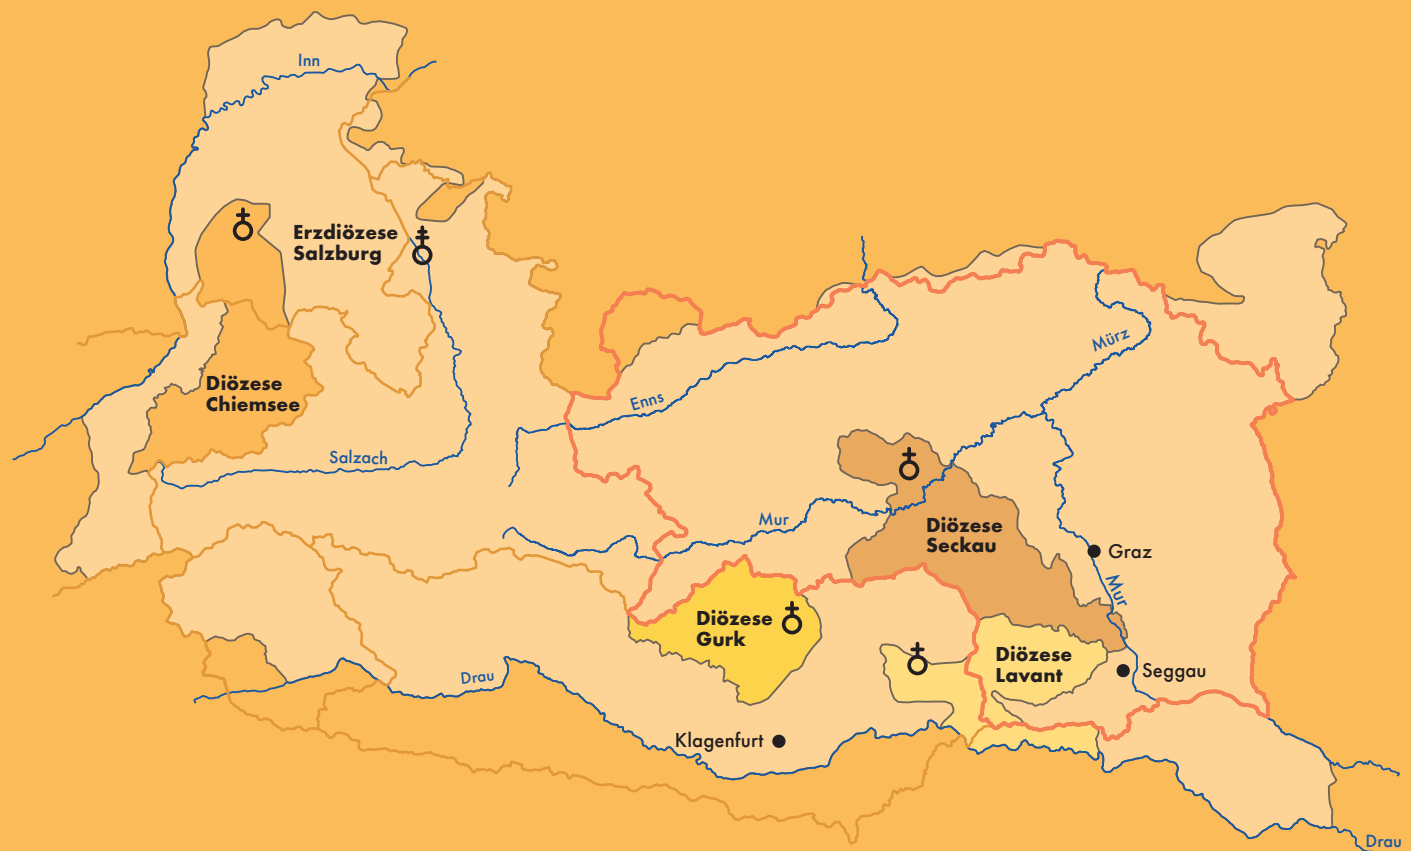 Inn
Erzdiözese
Salzburg
Diözese
Chiemsee
Salzach
Enns
Mürz
Mur
Diözese
Seckau
Graz
Mur
Diözese
Gurk
Diözese
Lavant
Seggau
Drau
Klagenfurt
Drau